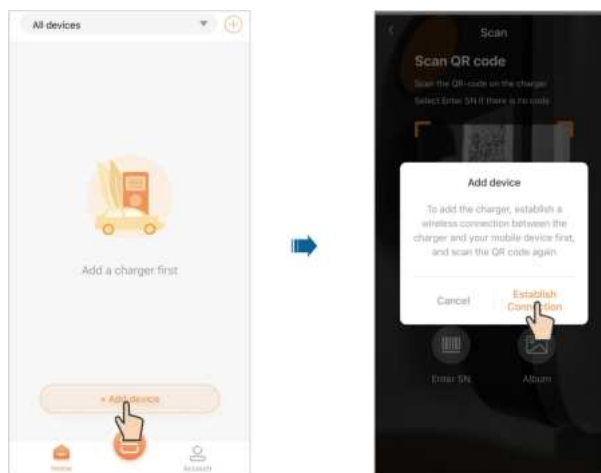 All devices
Add a charger first
+ Add device
Home
Account
Scan
Scan QR code
Scan the QR-code on the charger
Select Enter SN if there is no code
Add device
To add the charger, establish a
wireless connection between the
charger and your mobile device first,
and scan the QR code again
Cancel
Establish
Connection
Enter SN
Album